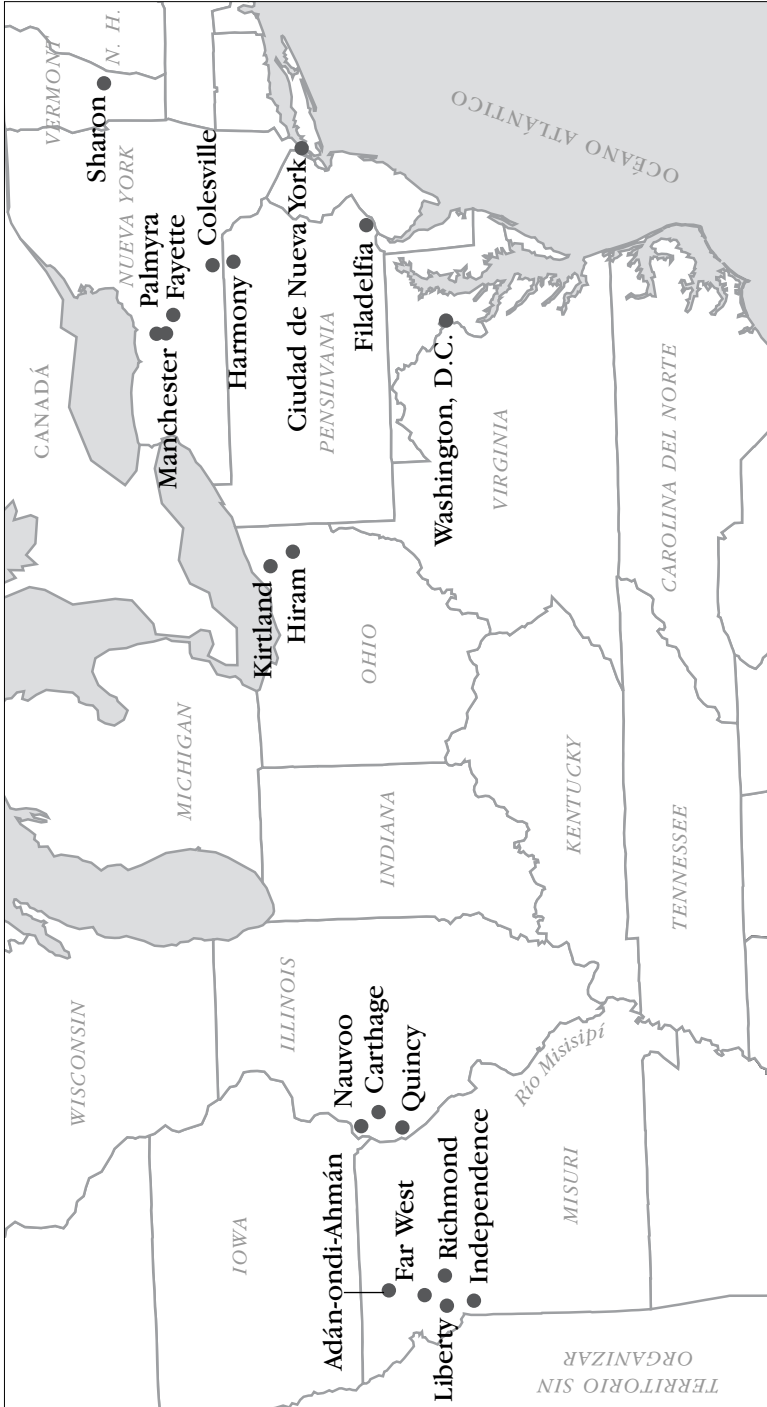 CANADÁ
VERMONT
N. H.
Sharon
NUEVA YORK
Palmyra
Fayette
Manchester
Colesville
Harmony
Ciudad de Nueva York
PENSILVANIA
Filadelfia
OCÉANO ATLÁNTICO
Washington, D.C.
VIRGINIA
CAROLINA DEL NORTE
Kirtland
Hiram
OHIO
MICHIGAN
INDIANA
KENTUCKY
TENNESSEE
WISCONSIN
ILLINOIS
Nauvoo
Carthage
Quincy
Río Misisipí
IOWA
Adán-ondi-Ahmán
Far West
Richmond
Liberty
Independence
MISURI
TERRITORIO SIN
ORGANIZAR